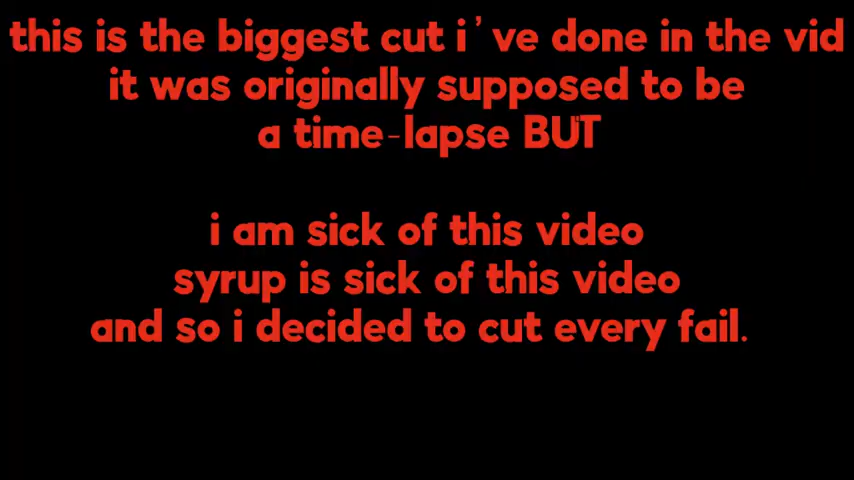 this is the biggest cut i've done in the vid
it was originally supposed to be
a time-lapse BUT
i am sick of this video
syrup is sick of this video
and so i decided to cut every fail.